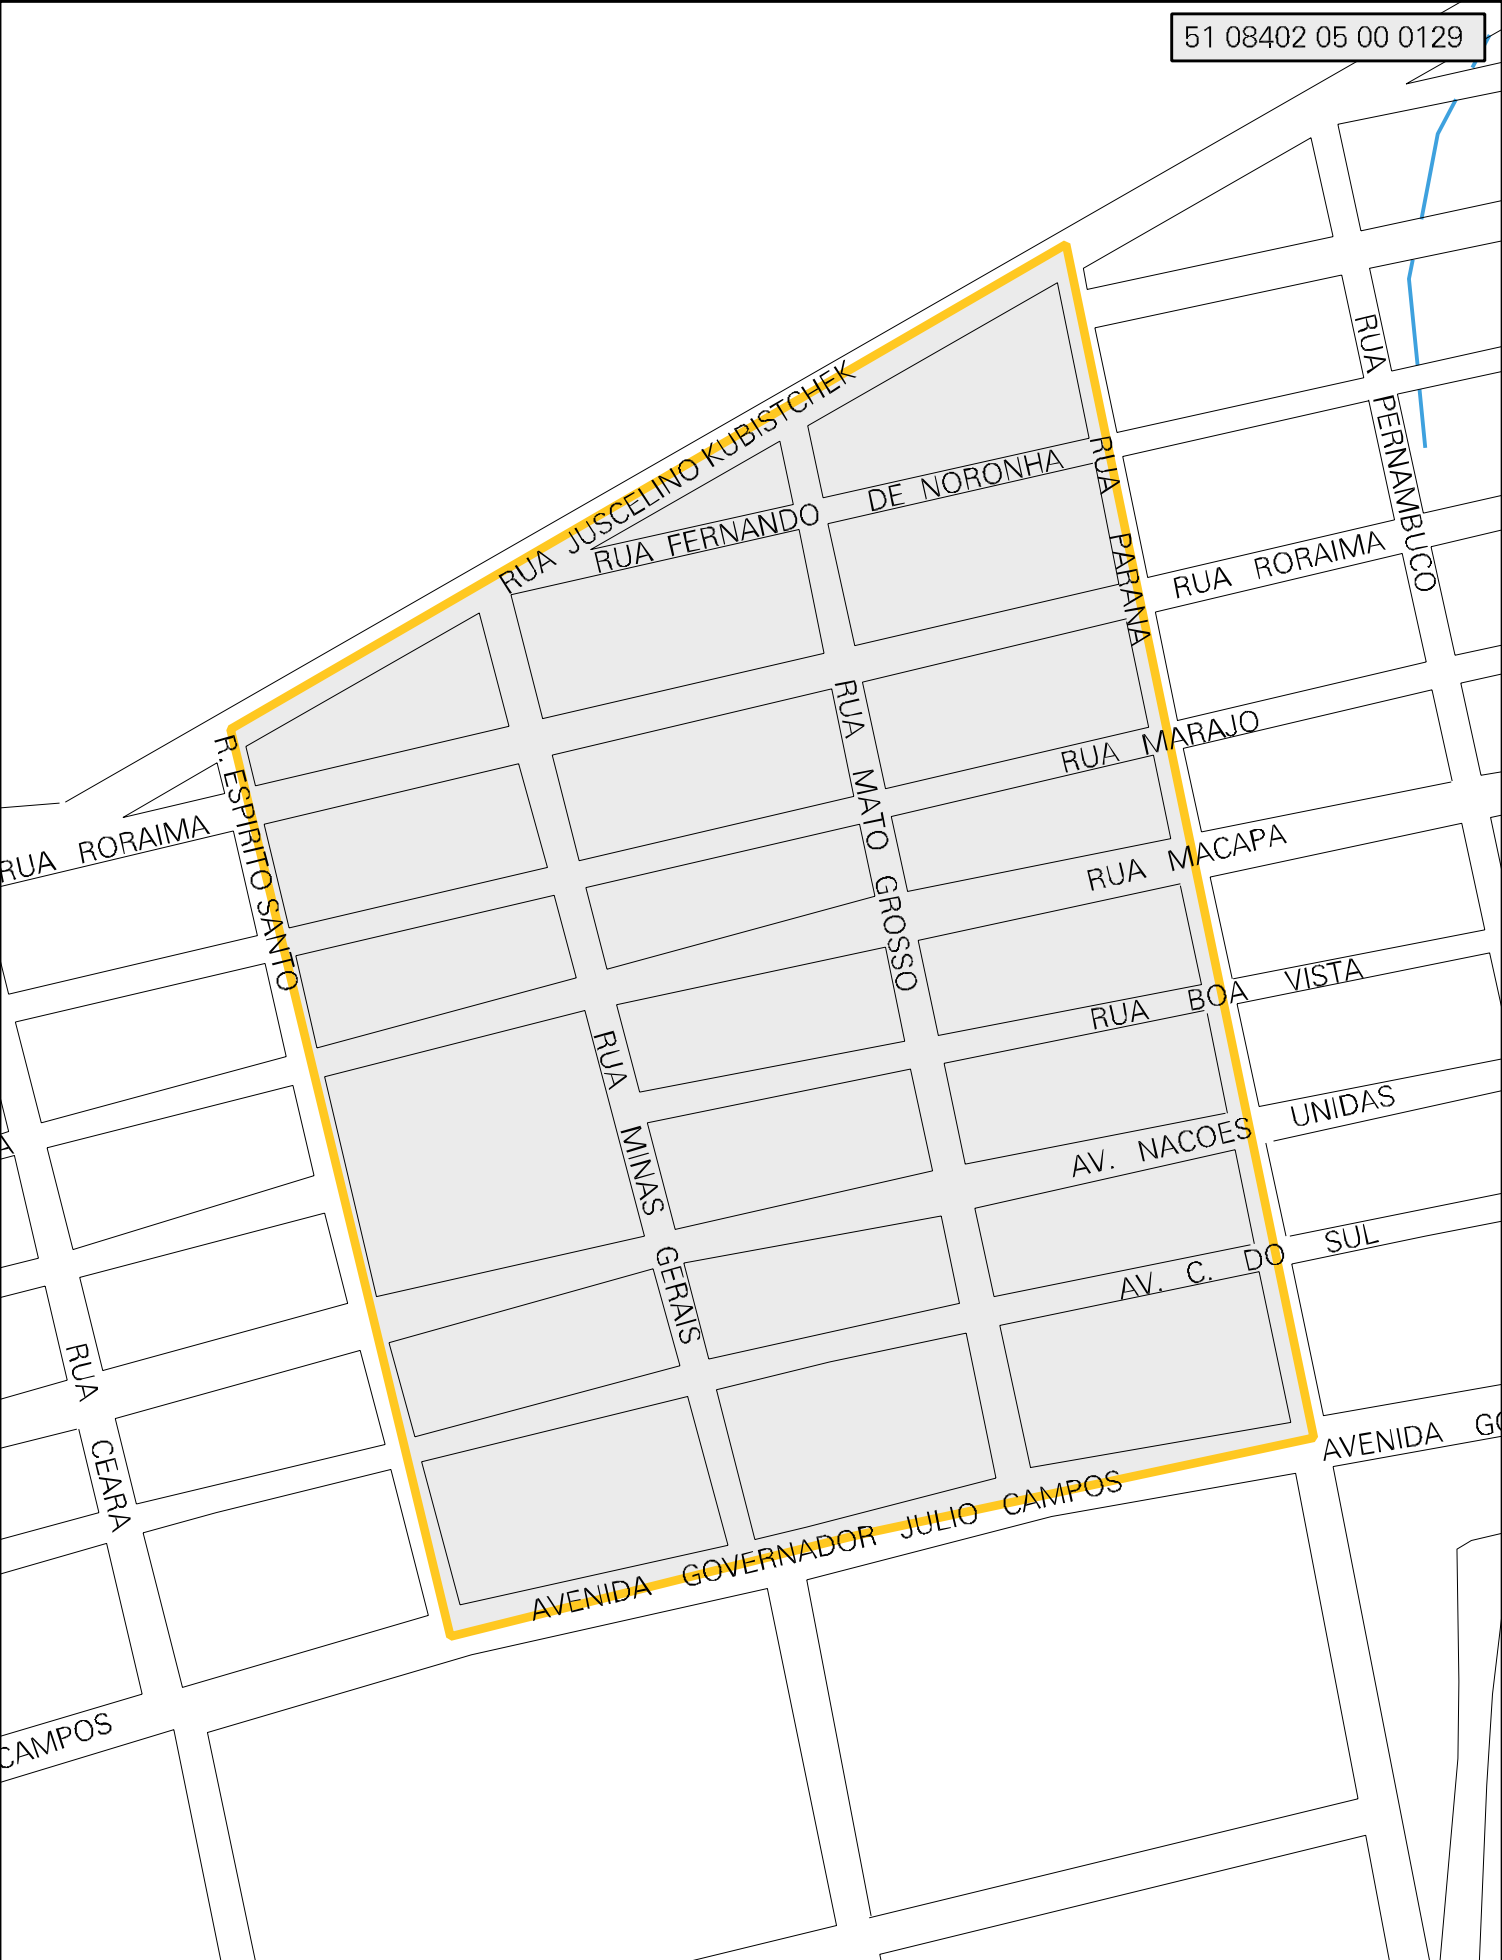 51 08402 05 00 0129
RUA PERNAMBUCO
RUA JUSCELINO KUBISTCHEK
RUA FERNANDO DE NORONHA
RUA PARANA
RUA RORAIMA
RUA MATO GROSSO
RUA MARAJO
R. ESPIRITO SANTO
RUA RORAIMA
RUA MACAPA
RUA BOA VISTA
RUA MINAS GERAIS
AV. NACOES UNIDAS
AV. C. DO SUL
RUA CEARA
AVENIDA GO
AVENIDA GOVERNADOR JULIO CAMPOS
CAMPOS